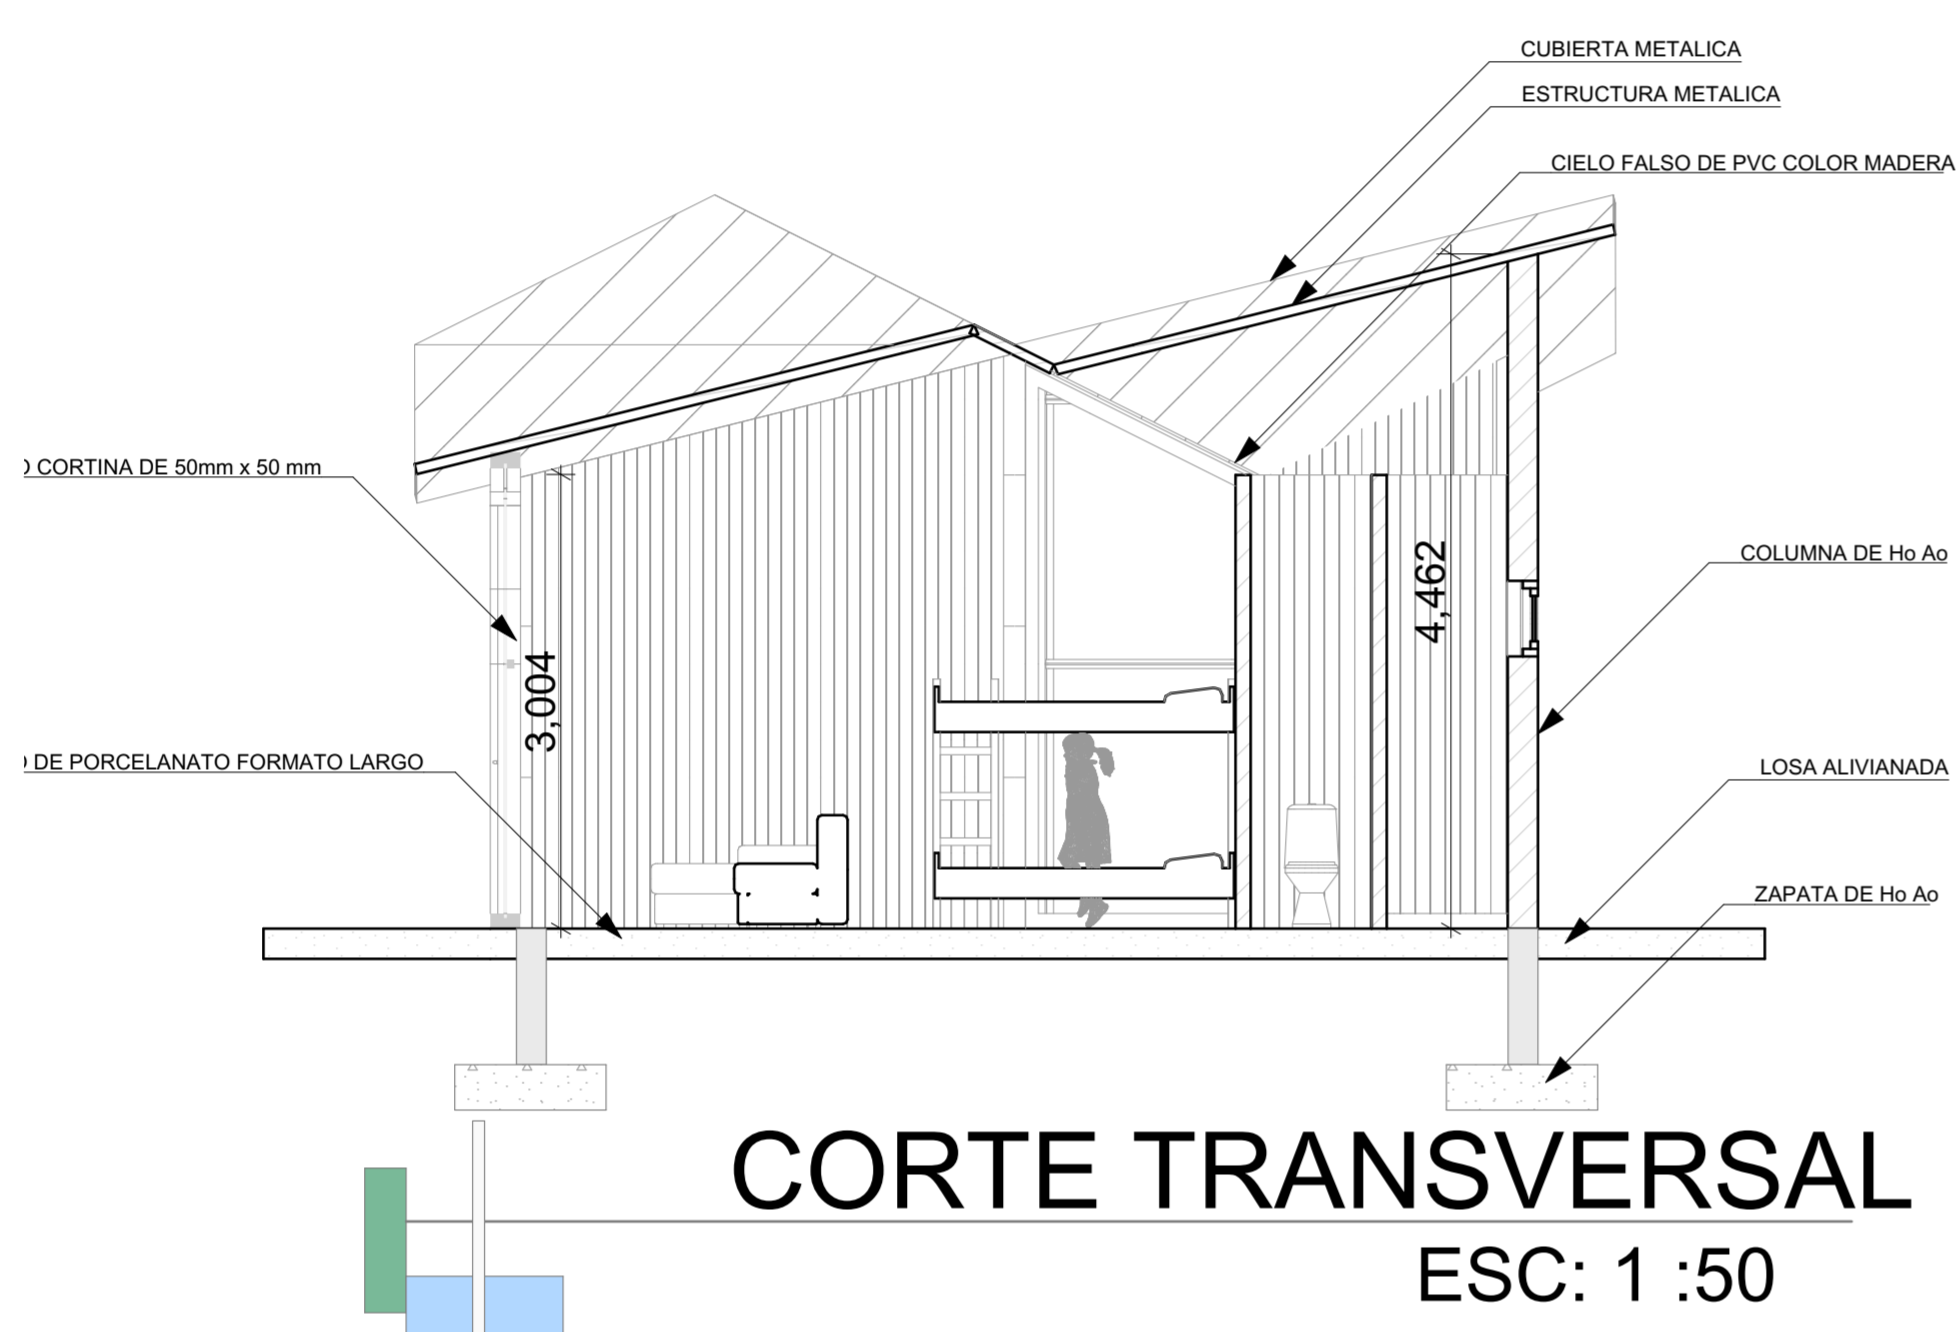 CUBIERTA METALICA
ESTRUCTURA METALICA
CIELO FALSO DE PVC COLOR MADERA
CORTINA DE 50mm x 50 mm
4,462
COLUMNA DE Ho Ao
3,004
DE PORCELANATO FORMATO LARGO
LOSA ALIVIANADA
ZAPATA DE Ho Ao
CORTE TRANSVERSAL
ESC: 1 :50